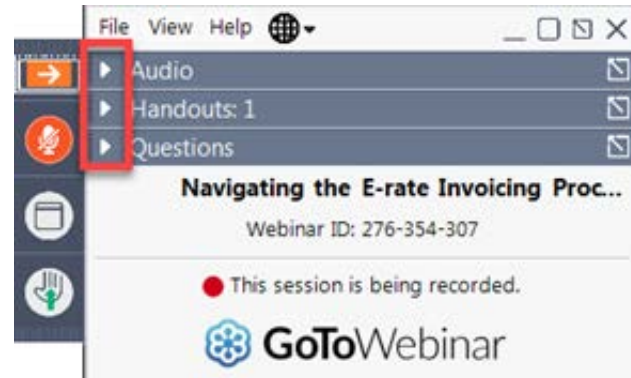 File View Help
Audio
Handouts: 1
Questions
Navigating the E-rate Invoicing Proc...
Webinar ID: 276-354-307
This session is being recorded.
GoToWebinar